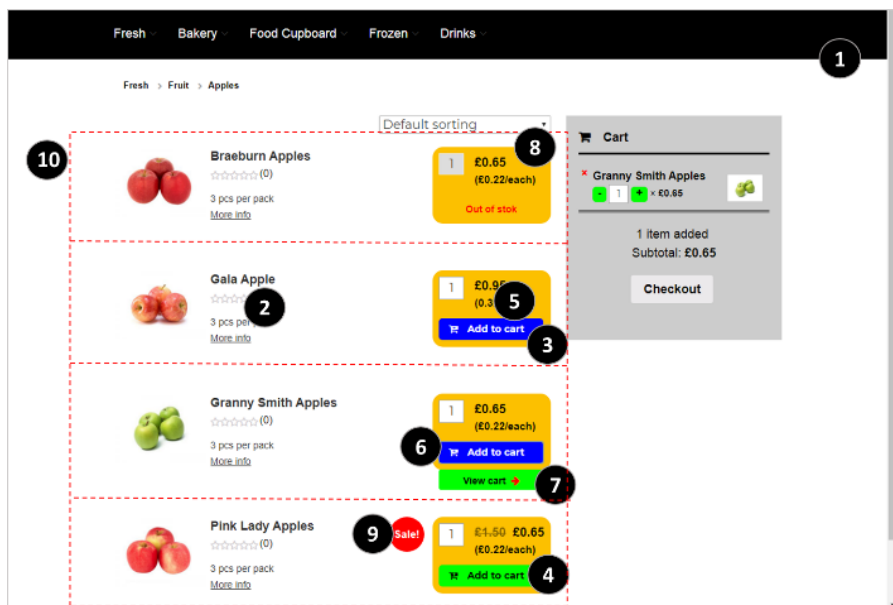 Fresh Bakery Food Cupboard Frozen Drinks
1
Fresh > Fruit > Apples
Default sorting
10
Braeburn Apples
(0)
3 pcs per pack
More info
8
1 £0.65
(£0.22/each)
Out of stok
Cart
× Granny Smith Apples
- 1 + × £0.65
1 item added
Subtotal: £0.65
Checkout
Gala Apple
2
3 pcs per
More info
1
5
Add to cart
3
Granny Smith Apples
(0)
3 pcs per pack
More info
1 £0.65
(£0.22/each)
6
Add to cart
View cart →
7
Pink Lady Apples
(0)
3 pcs per pack
More info
9
Sale!
1 £1.50 £0.65
(£0.22/each)
Add to cart
4